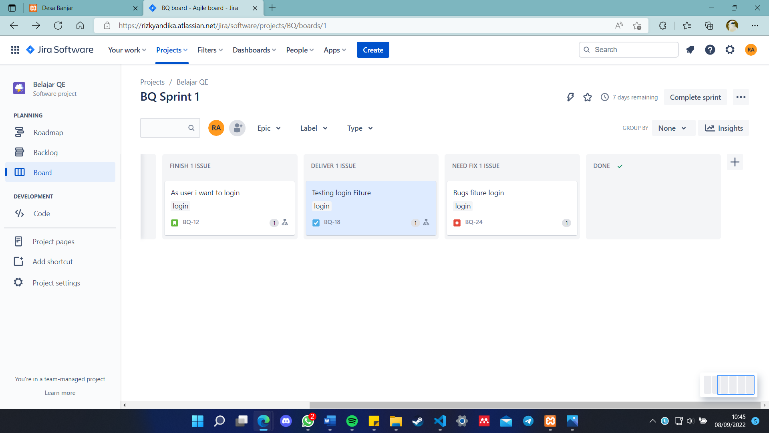 Desa Banjar
BQ board - Agile board - Jira
https://rizkyandika.atlassian.net/jira/software/projects/BQ/boards/1
Jira Software
Your work
Projects
Filters
Dashboards
People
Apps
Create
Search
RA
Belajar QE
Software project
PLANNING
Roadmap
Backlog
Board
DEVELOPMENT
Code
Project pages
Add shortcut
Project settings
You're in a team-managed project
Learn more
Projects / Belajar QE
BQ Sprint 1
7 days remaining
Complete sprint
RA
Epic
Label
Type
GROUP BY
None
Insights
FINISH 1 ISSUE
As user i want to login
login
BQ-12
1
DELIVER 1 ISSUE
Testing login Fiture
login
BQ-18
1
NEED FIX 1 ISSUE
Bugs fiture login
login
BQ-24
1
DONE
2
10:45
08/09/2022